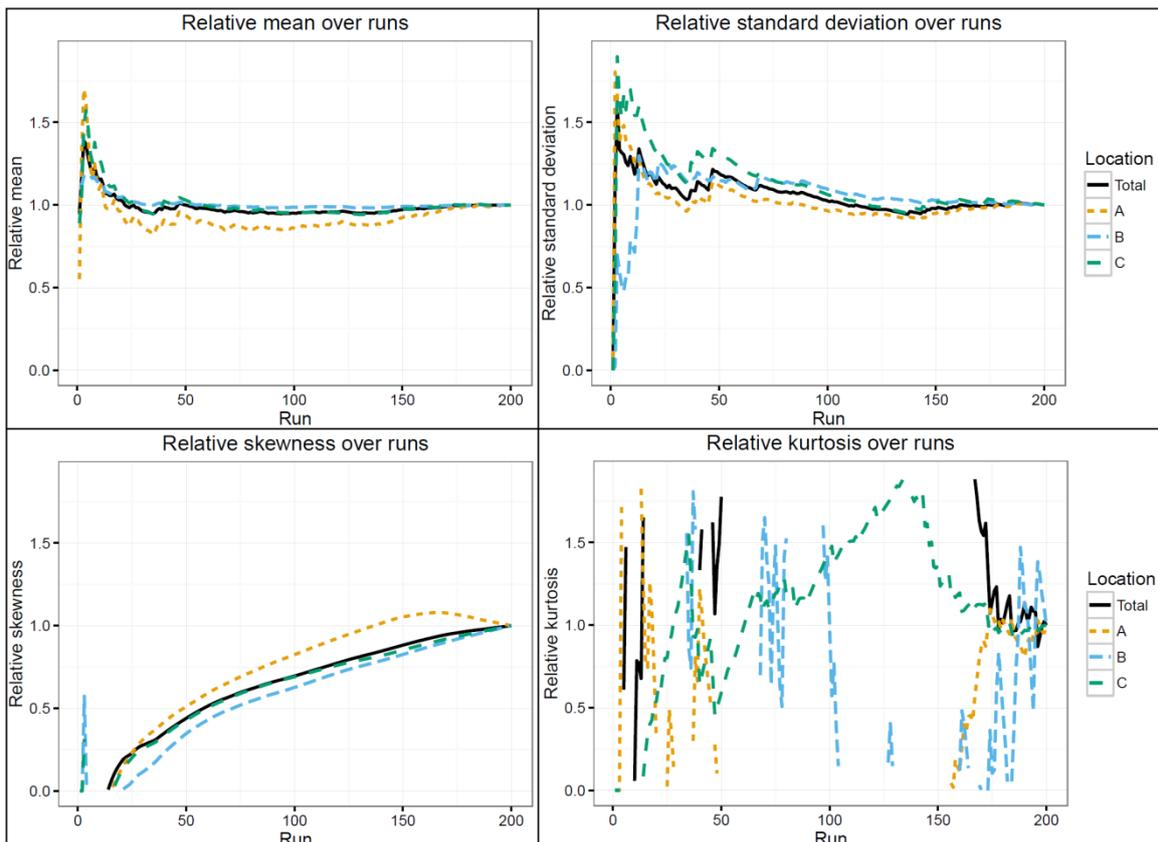 Relative mean over runs
Relative mean
1.5
1.0
0.5
0.0
0 50 100 150 200
Run
Relative standard deviation over runs
Relative standard deviation
1.5
1.0
0.5
0.0
0 50 100 150 200
Run
Location
Total
A
B
C
Relative skewness over runs
Relative skewness
1.5
1.0
0.5
0.0
0 50 100 150 200
Run
Relative kurtosis over runs
Relative kurtosis
1.5
1.0
0.5
0.0
0 50 100 150 200
Run
Location
Total
A
B
C